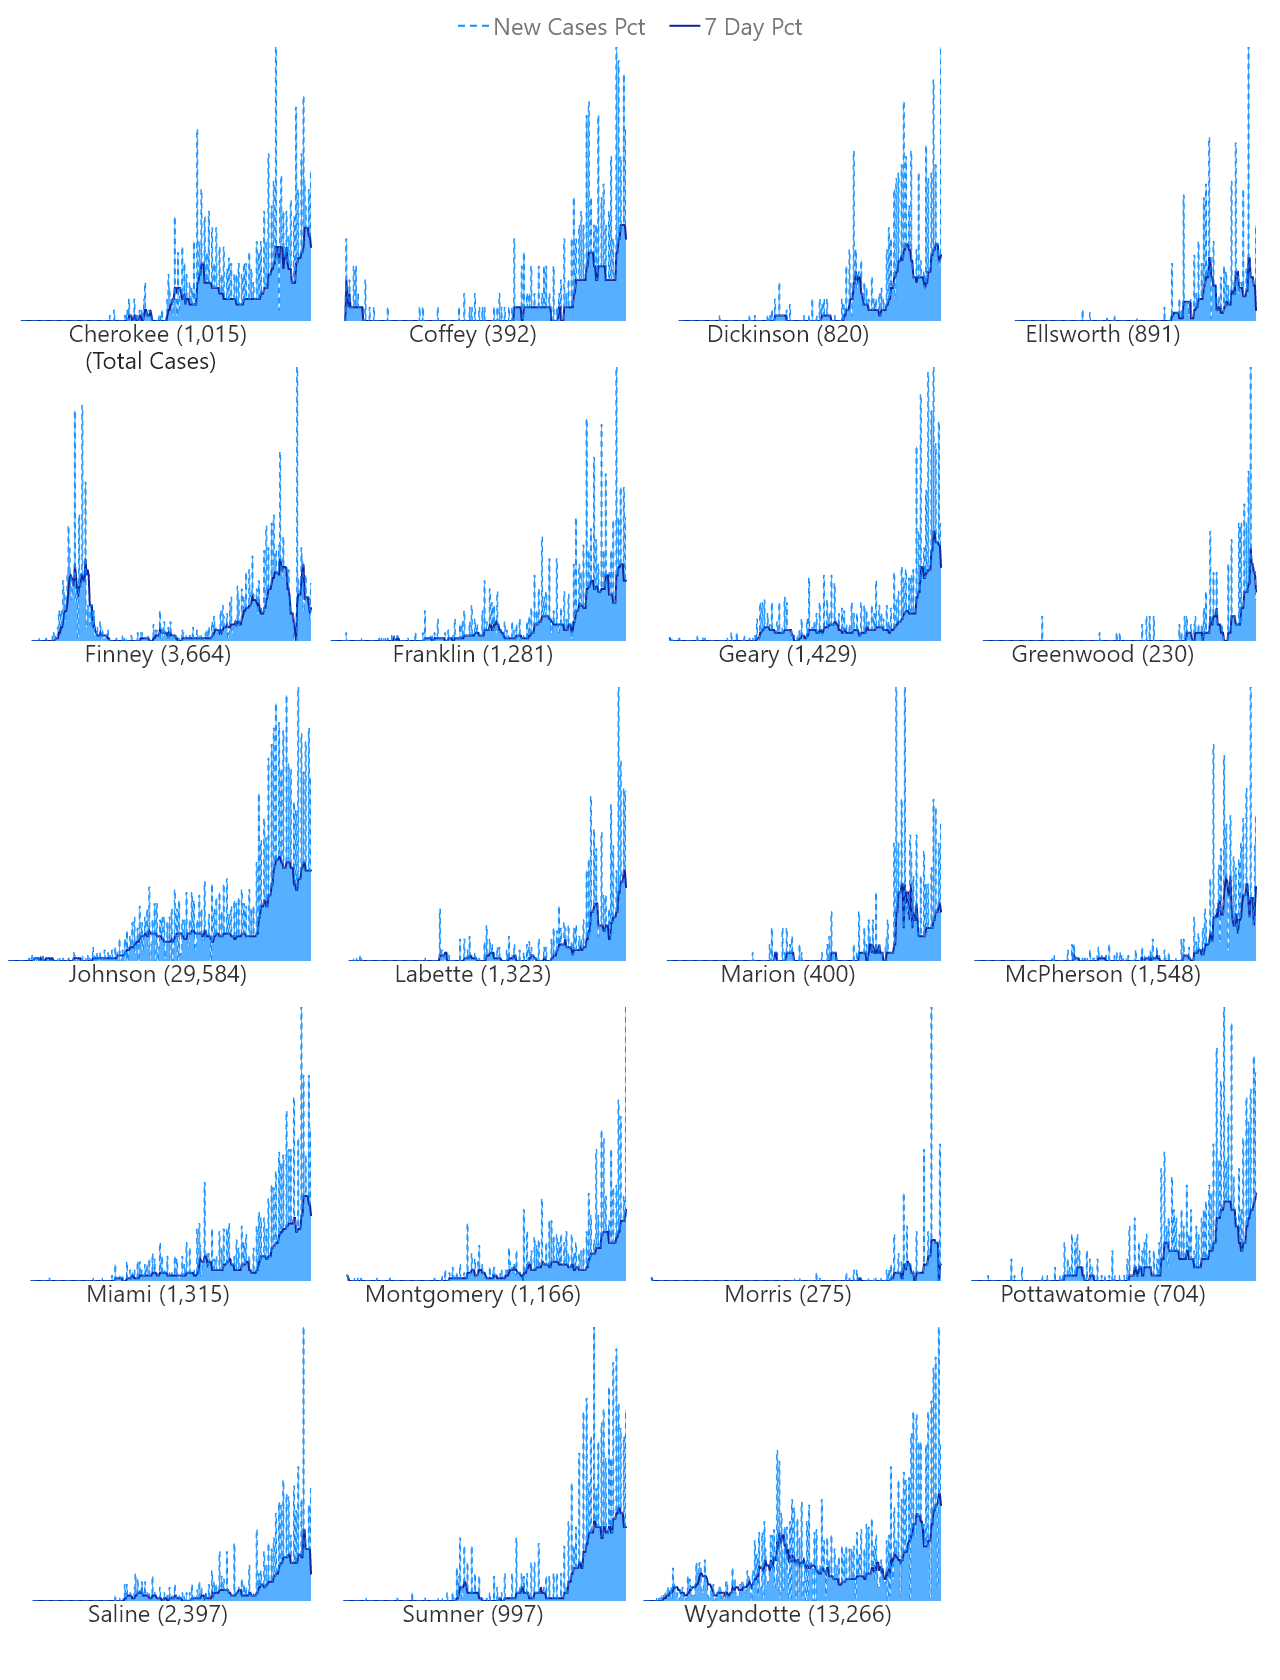 New Cases Pct 7 Day Pct
Cherokee (1,015) Coffey (392) Dickinson (820) Ellsworth (891)
(Total Cases)
Finney (3,664) Franklin (1,281) Geary (1,429) Greenwood (230)
Johnson (29,584) Labette (1,323) Marion (400) McPherson (1,548)
Miami (1,315) Montgomery (1,166) Morris (275) Pottawatomie (704)
Saline (2,397) Sumner (997) Wyandotte (13,266)